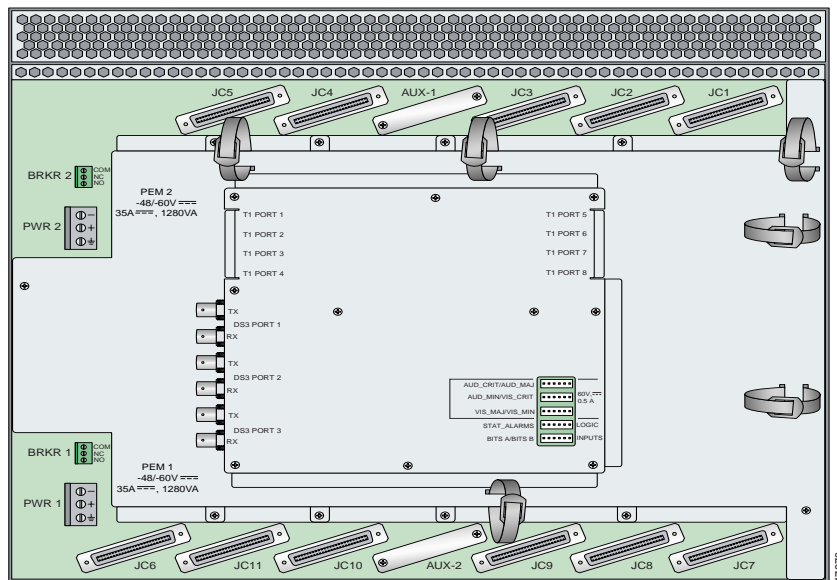 JC5 JC4 AUX-1 JC3 JC2 JC1
BRKR 2
COM
NC
NO
PEM 2
-48/-60V
35A , 1280VA
PWR 2
T1 PORT 1
T1 PORT 2
T1 PORT 3
T1 PORT 4
T1 PORT 5
T1 PORT 6
T1 PORT 7
T1 PORT 8
TX
DS3 PORT 1
RX
TX
DS3 PORT 2
RX
TX
DS3 PORT 3
RX
AUD_CRIT/AUD_MAJ
AUD_MIN/VIS_CRIT
VIS_MAJ/VIS_MIN
STAT_ALARMS
BITS A/BITS B
60V,
0.5 A
LOGIC
INPUTS
BRKR 1
COM
NC
NO
PEM 1
-48/-60V
35A , 1280VA
PWR 1
JC6 JC11 JC10 AUX-2 JC9 JC8 JC7